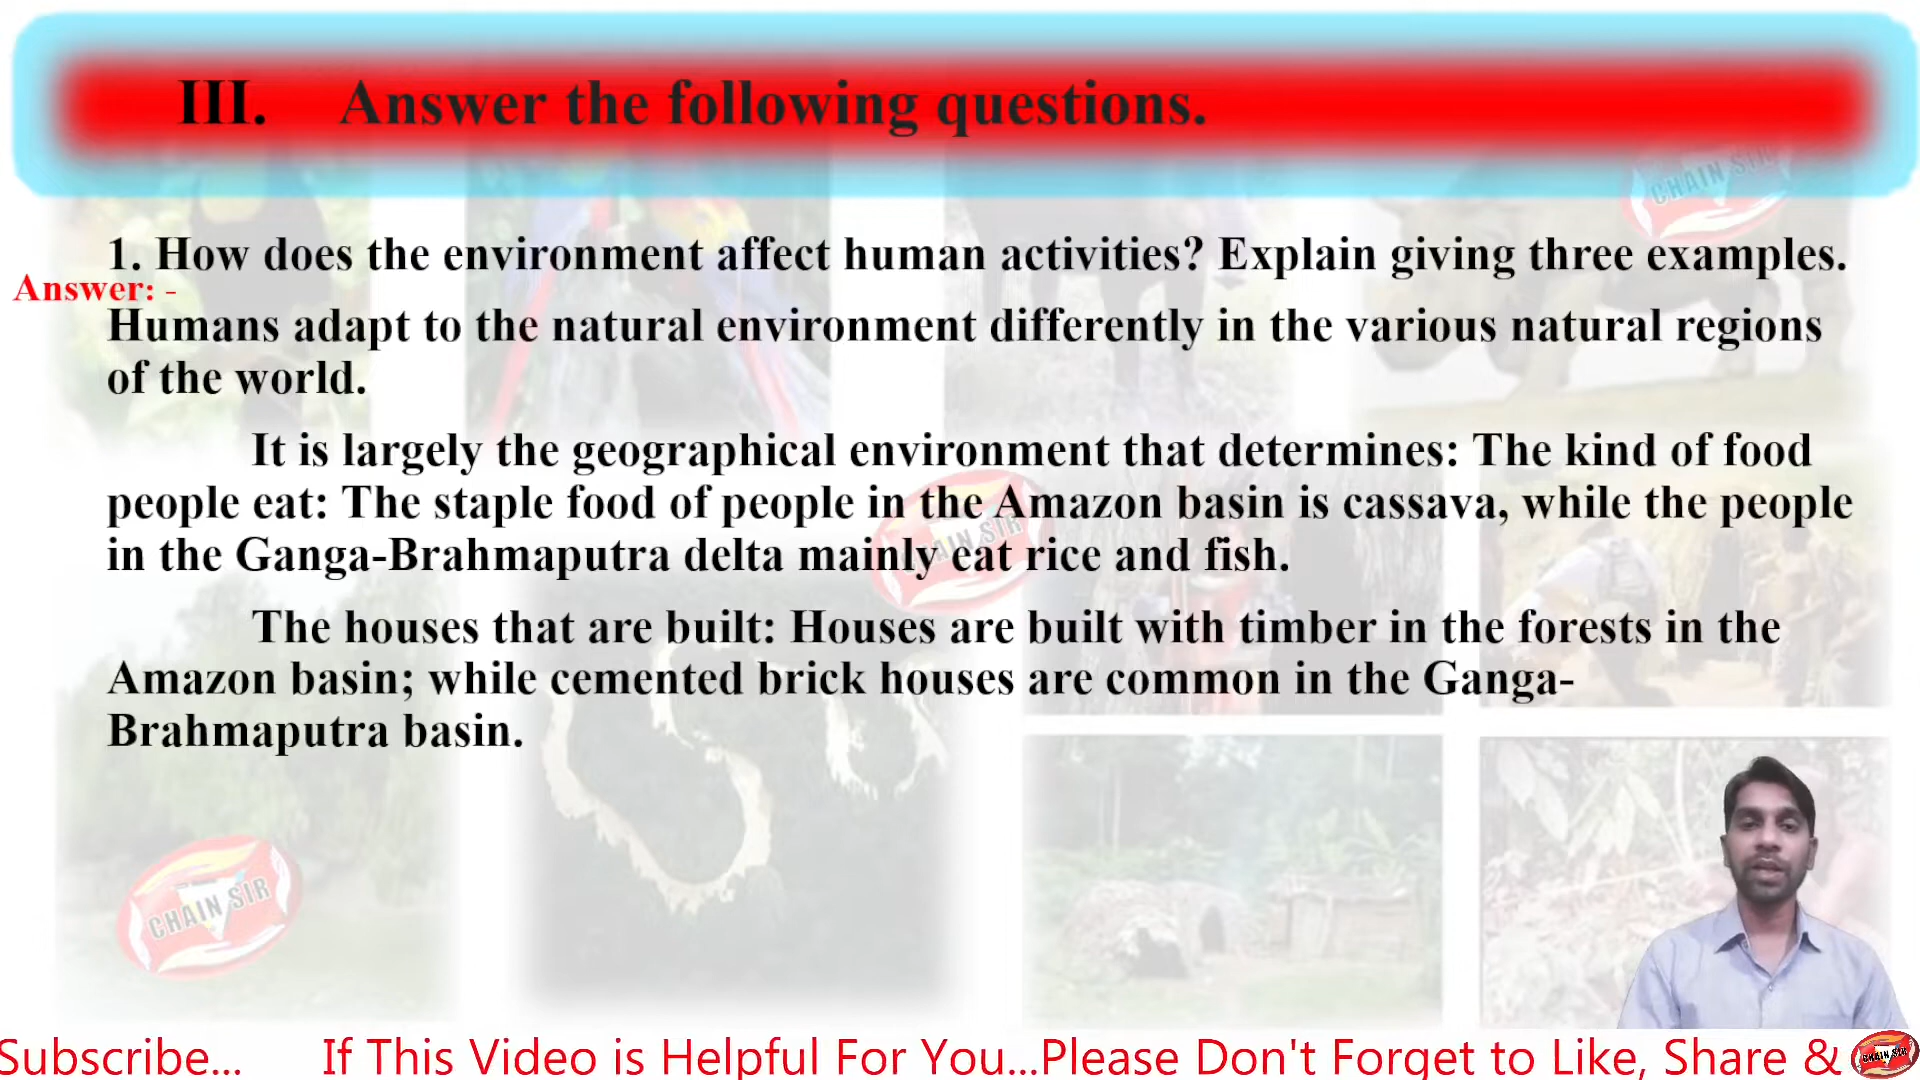 III. Answer the following questions.
CHAIN SIR
1. How does the environment affect human activities? Explain giving three examples.
Answer: -
Humans adapt to the natural environment differently in the various natural regions
of the world.
It is largely the geographical environment that determines: The kind of food
people eat: The staple food of people in the Amazon basin is cassava, while the people
in the Ganga-Brahmaputra delta mainly eat rice and fish.
CHAIN SIR
The houses that are built: Houses are built with timber in the forests in the
Amazon basin; while cemented brick houses are common in the Ganga-
Brahmaputra basin.
CHAIN SIR
Subscribe... If This Video is Helpful For You...Please Don't Forget to Like, Share &
CHAIN SIR